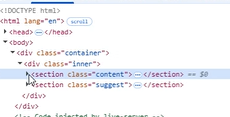 <!DOCTYPE html>
<html lang="en"> scroll
<head> ⋯ </head>
<body>
<div class="container">
<div class="inner">
<section class="content"> ⋯ </section> == $0
<section class="suggest"> ⋯ </section>
</div>
</div>
<!-- Code injected by live-server -->